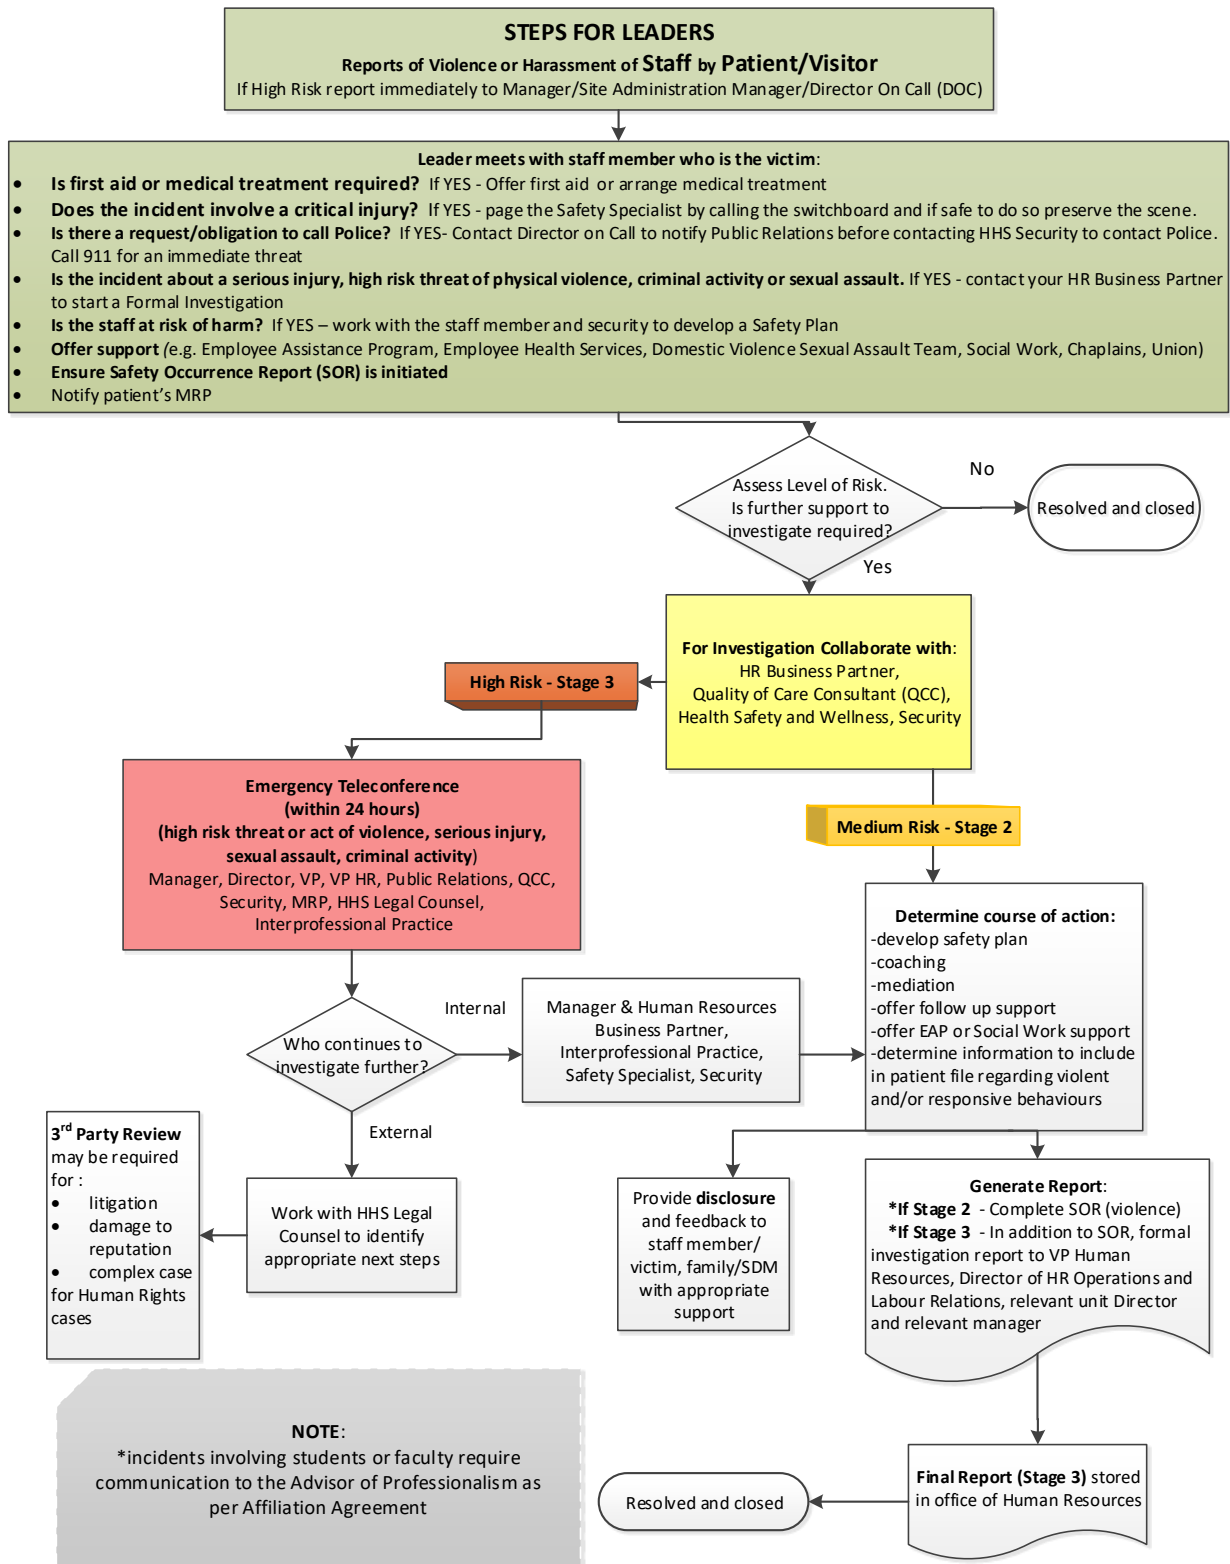 STEPS FOR LEADERS
Reports of Violence or Harassment of Staff by Patient/Visitor
If High Risk report immediately to Manager/Site Administration Manager/Director On Call (DOC)
Leader meets with staff member who is the victim:
• Is first aid or medical treatment required? If YES - Offer first aid or arrange medical treatment
• Does the incident involve a critical injury? If YES - page the Safety Specialist by calling the switchboard and if safe to do so preserve the scene.
• Is there a request/obligation to call Police? If YES- Contact Director on Call to notify Public Relations before contacting HHS Security to contact Police.
Call 911 for an immediate threat
• Is the incident about a serious injury, high risk threat of physical violence, criminal activity or sexual assault. If YES - contact your HR Business Partner
to start a Formal Investigation
• Is the staff at risk of harm? If YES – work with the staff member and security to develop a Safety Plan
• Offer support (e.g. Employee Assistance Program, Employee Health Services, Domestic Violence Sexual Assault Team, Social Work, Chaplains, Union)
• Ensure Safety Occurrence Report (SOR) is initiated
• Notify patient's MRP
Assess Level of Risk.
Is further support to
investigate required?
No
Resolved and closed
Yes
For Investigation Collaborate with:
HR Business Partner,
Quality of Care Consultant (QCC),
Health Safety and Wellness, Security
High Risk - Stage 3
Emergency Teleconference
(within 24 hours)
(high risk threat or act of violence, serious injury,
sexual assault, criminal activity)
Manager, Director, VP, VP HR, Public Relations, QCC,
Security, MRP, HHS Legal Counsel,
Interprofessional Practice
Medium Risk - Stage 2
Determine course of action:
-develop safety plan
-coaching
-mediation
-offer follow up support
-offer EAP or Social Work support
-determine information to include
in patient file regarding violent
and/or responsive behaviours
Who continues to
investigate further?
Internal
Manager & Human Resources
Business Partner,
Interprofessional Practice,
Safety Specialist, Security
External
Work with HHS Legal
Counsel to identify
appropriate next steps
3rd Party Review
may be required
for :
• litigation
• damage to
reputation
• complex case
for Human Rights
cases
Provide disclosure
and feedback to
staff member/
victim, family/SDM
with appropriate
support
Generate Report:
*If Stage 2 - Complete SOR (violence)
*If Stage 3 - In addition to SOR, formal
investigation report to VP Human
Resources, Director of HR Operations and
Labour Relations, relevant unit Director
and relevant manager
NOTE:
*incidents involving students or faculty require
communication to the Advisor of Professionalism as
per Affiliation Agreement
Final Report (Stage 3) stored
in office of Human Resources
Resolved and closed